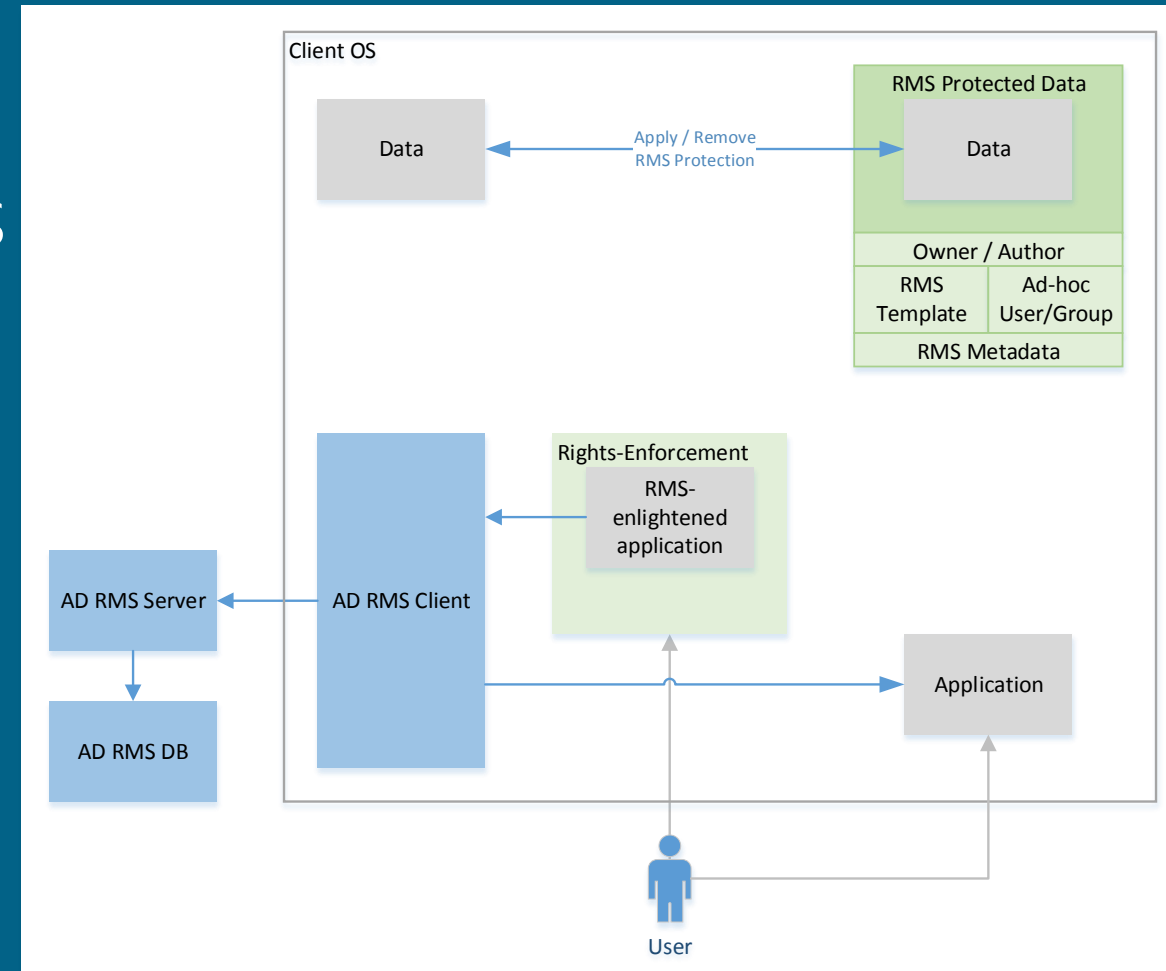 Client OS
RMS Protected Data
Data
Apply / Remove
RMS Protection
Data
Owner / Author
RMS
Template
Ad-hoc
User/Group
RMS Metadata
Rights-Enforcement
RMS-
enlightened
application
AD RMS Server
AD RMS Client
Application
AD RMS DB
User